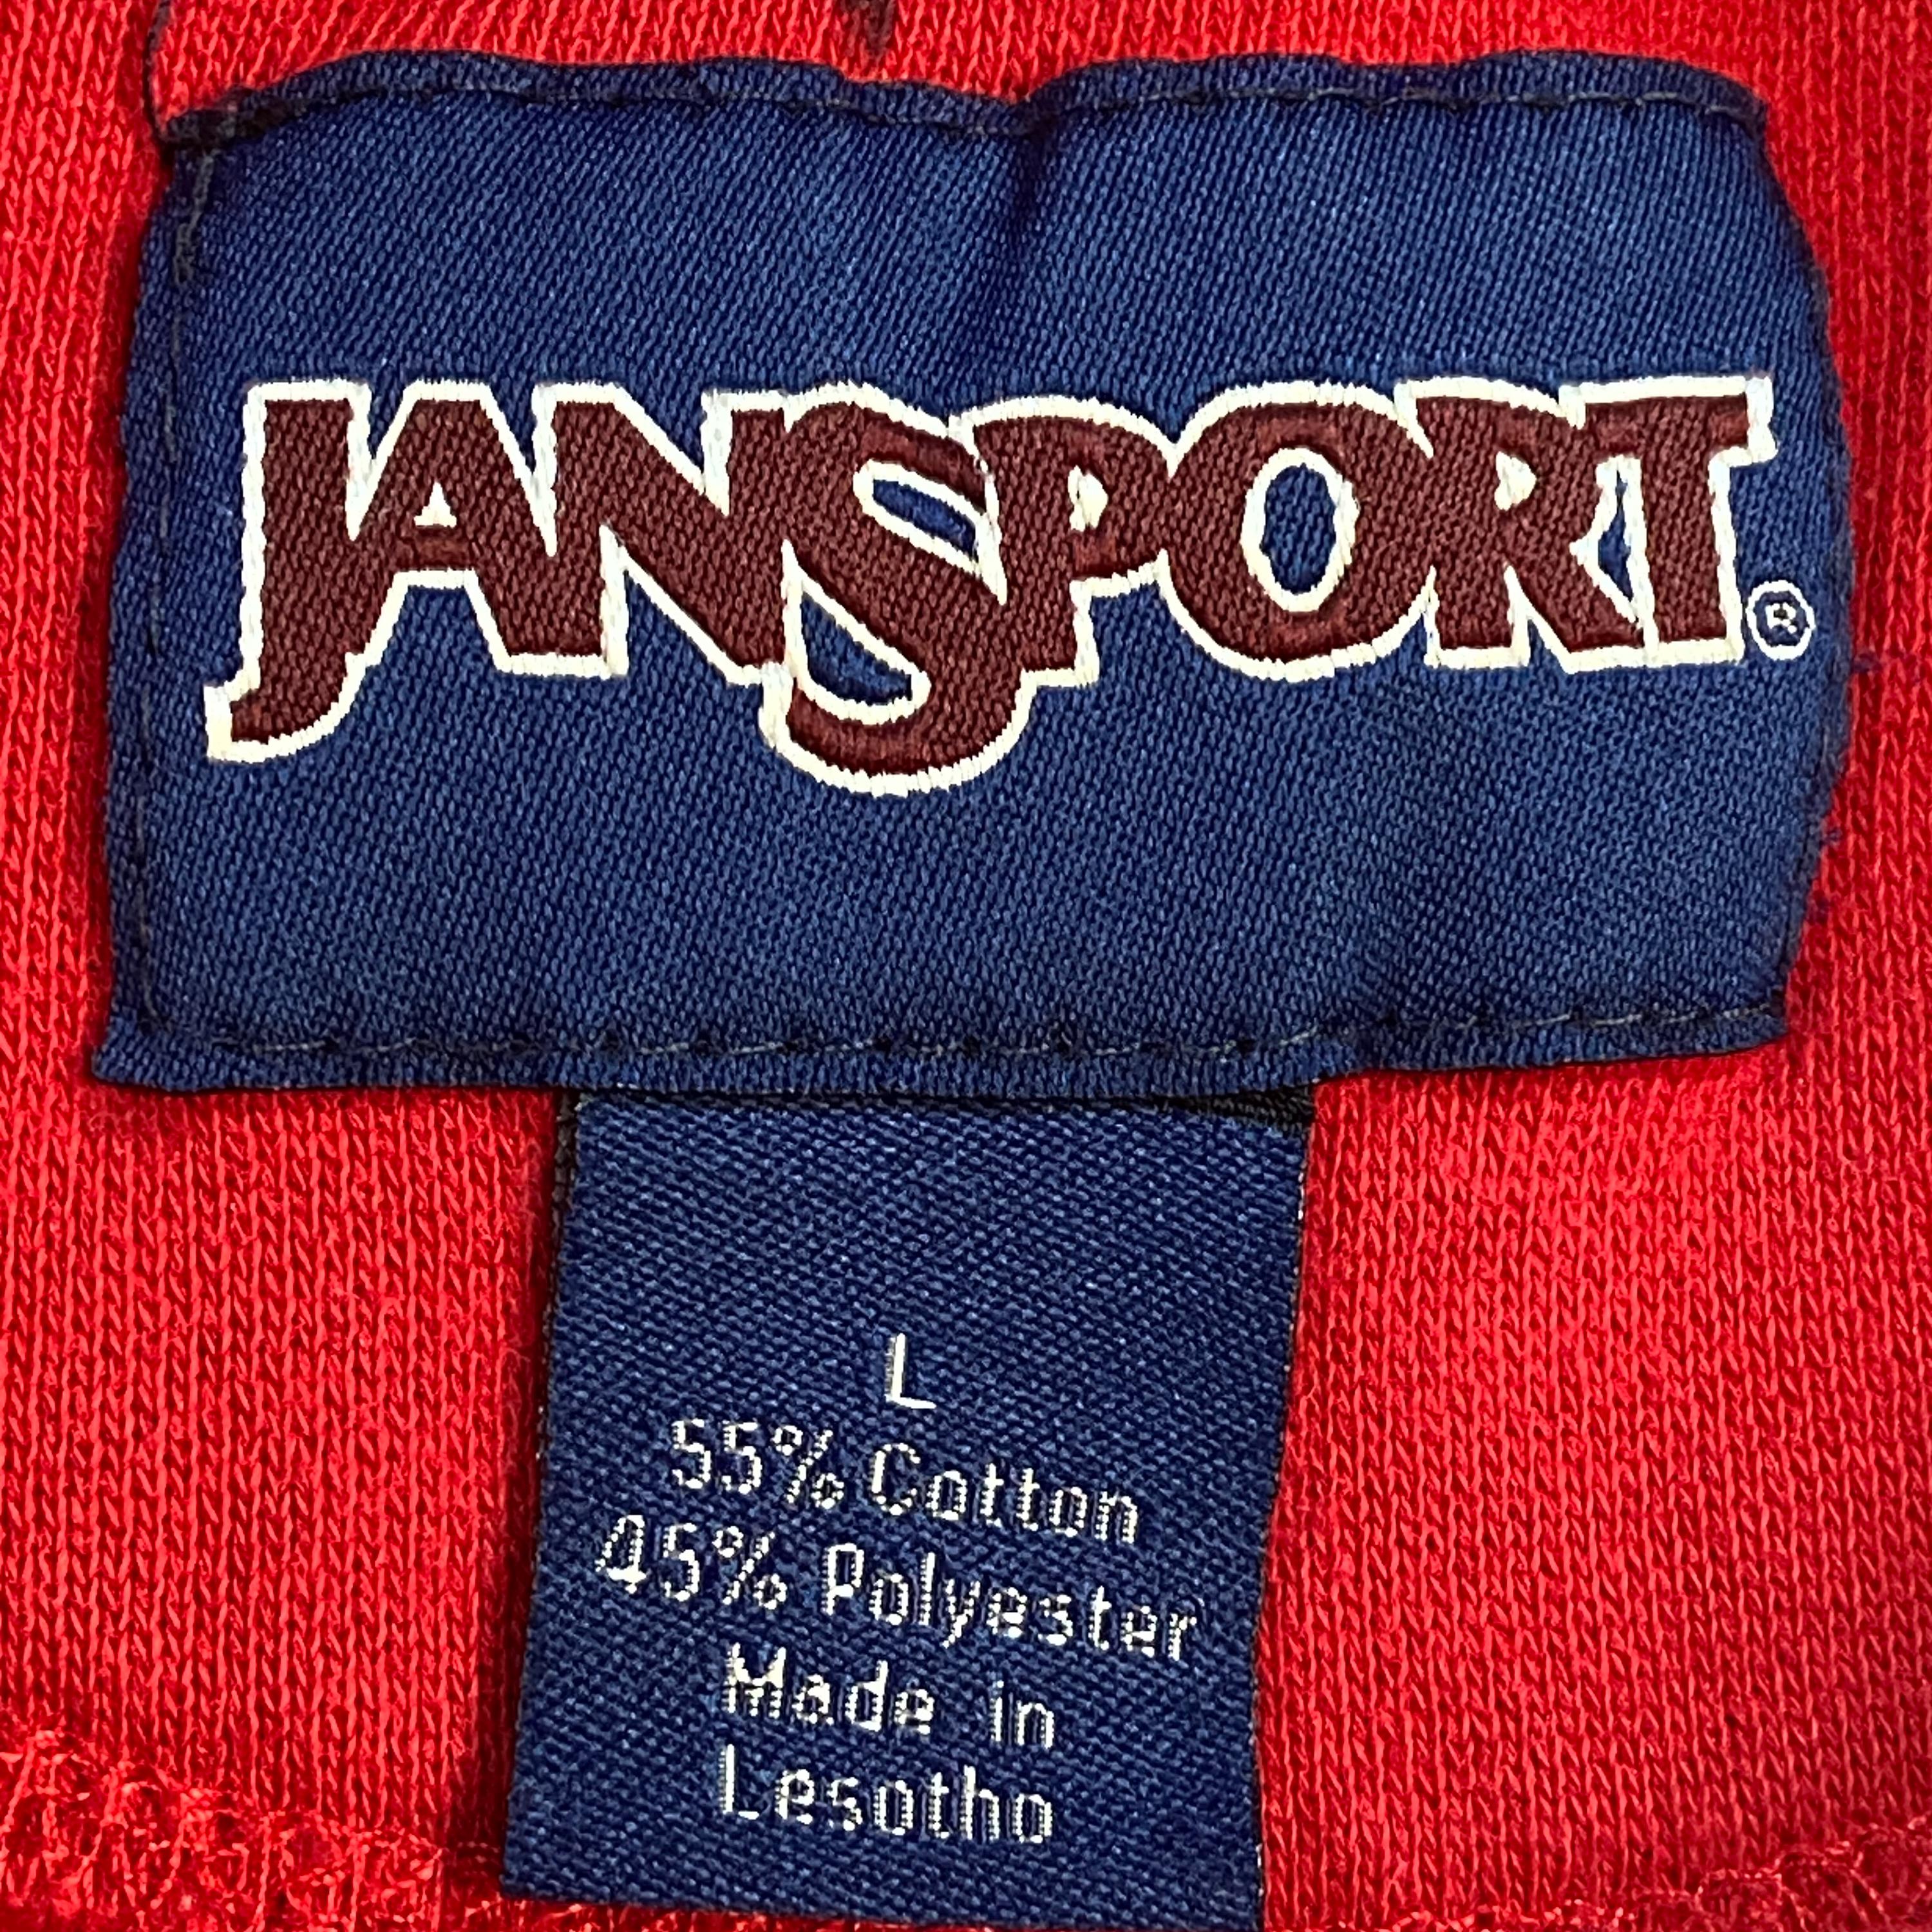 JANSPORT®
L
55% Cotton
45% Polyester
Made in
Lesotho